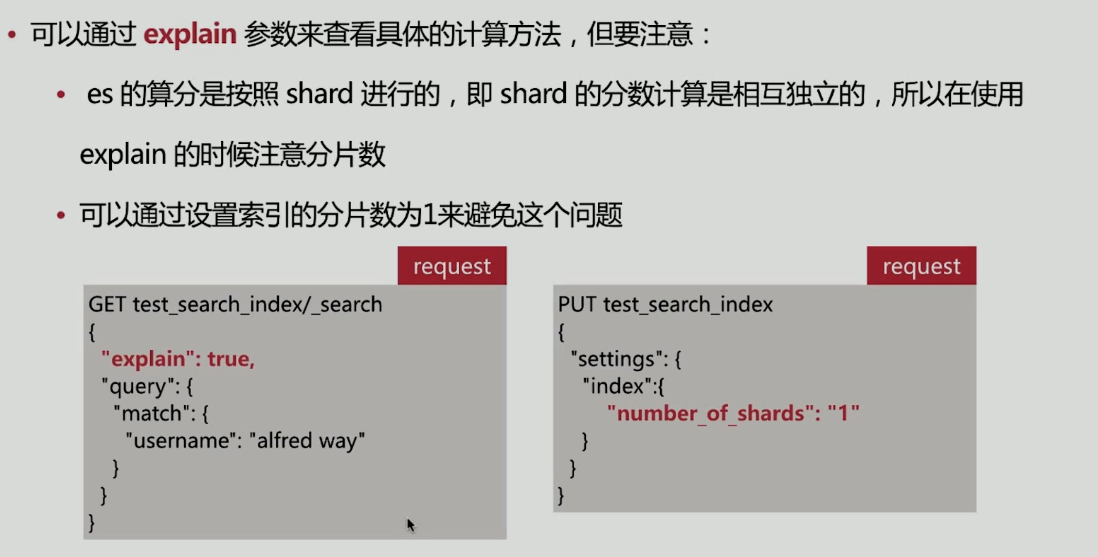 • 可以通过 explain 参数来查看具体的计算方法，但要注意：
• es 的算分是按照 shard 进行的，即 shard 的分数计算是相互独立的，所以在使用
explain 的时候注意分片数
• 可以通过设置索引的分片数为1来避免这个问题
request
GET test_search_index/_search
{
"explain": true,
"query": {
"match": {
"username": "alfred way"
}
}
}
request
PUT test_search_index
{
"settings": {
"index":{
"number_of_shards": "1"
}
}
}